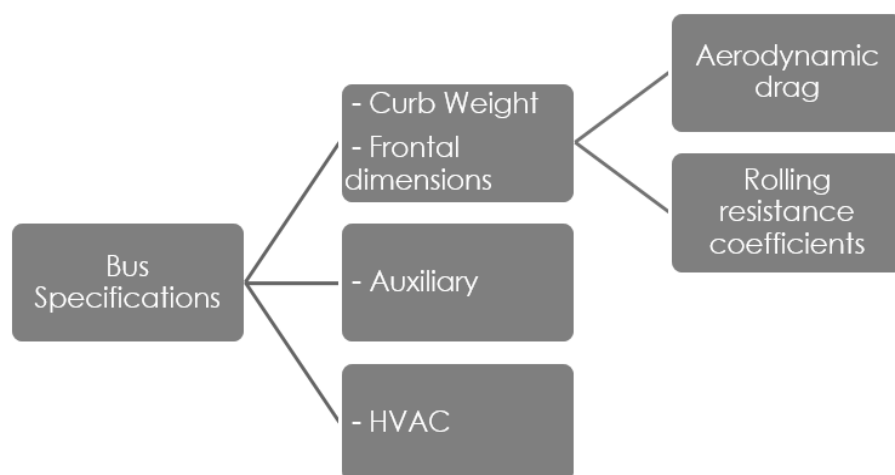 Bus
Specifications
- Curb Weight
- Frontal
dimensions
- Auxiliary
- HVAC
Aerodynamic
drag
Rolling
resistance
coefficients